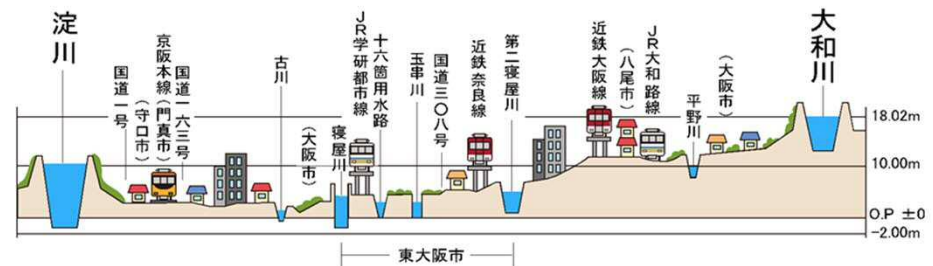 淀川
国道一号
(守口市)
京阪本線(門真市)
国道一六三号
古川
(大阪市)
寝屋川
JR学研都市線
十六箇用水路
玉串川
国道三〇八号
近鉄奈良線
第二寝屋川
近鉄大阪線
(八尾市)
JR大和路線
平野川
(大阪市)
大和川
18.02m
10.00m
O.P ±0
-2.00m
東大阪市